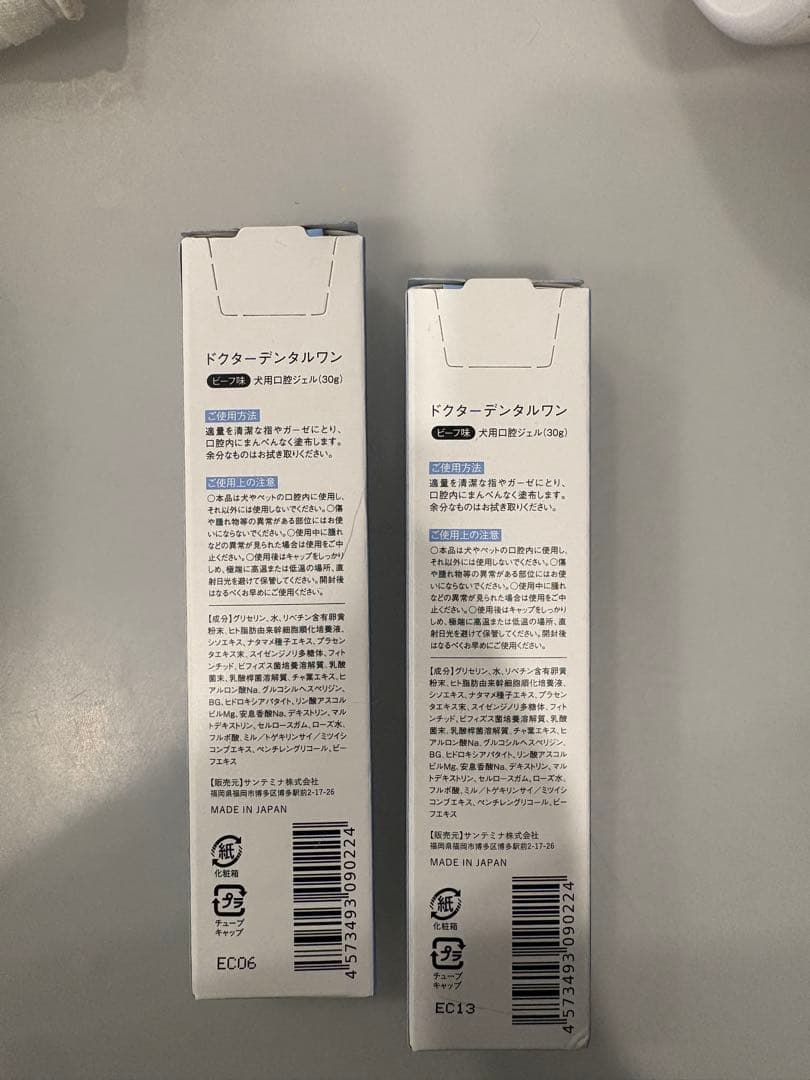 ドクターデンタルワン
ビーフ味 犬用口腔ジェル(30g)
ご使用方法
適量を清潔な指やガーゼにとり、
口腔内にまんべんなく塗布します。
余分なものはお拭き取りください。
ご使用上の注意
○本品は犬やペットの口腔内に使用し、
それ以外には使用しないでください。○傷
や腫れ物等の異常がある部位にはお使
いにならないでください。○使用中に腫れ
などの異常が見られた場合は使用をご中
止ください。○使用後はキャップをしっかり
しめ、極端に高温または低温の場所、直
射日光を避けて保管してください。開封後
はなるべくお早めにご使用ください。
【成分】グリセリン、水、リベチン含有卵黄
粉末、ヒト脂肪由来幹細胞順化培養液、
シソエキス、ナタマメ種子エキス、プラセン
タエキス末、スイゼンジノリ多糖体、フィト
ンチッド、ビフィズス菌培養溶解質、乳酸
菌末、乳酸桿菌溶解質、チャ葉エキス、ヒ
アルロン酸Na、グルコシルヘスペリジン、
BG、ヒドロキシアパタイト、リン酸アスコル
ビルMg、安息香酸Na、デキストリン、マル
トデキストリン、セルロースガム、ローズ水、
フルボ酸、ミル/トゲキリンサイ/ミツイシ
コンブエキス、ペンチレングリコール、ビー
フエキス
【販売元】サンテミナ株式会社
福岡県福岡市博多区博多駅前2-17-26
MADE IN JAPAN
紙
化粧箱
プラ
チューブ
キャップ
EC06
4573493090224
ドクターデンタルワン
ビーフ味 犬用口腔ジェル(30g)
ご使用方法
適量を清潔な指やガーゼにとり、
口腔内にまんべんなく塗布します。
余分なものはお拭き取りください。
ご使用上の注意
○本品は犬やペットの口腔内に使用し、
それ以外には使用しないでください。○傷
や腫れ物等の異常がある部位にはお使
いにならないでください。○使用中に腫れ
などの異常が見られた場合は使用をご中
止ください。○使用後はキャップをしっかり
しめ、極端に高温または低温の場所、直
射日光を避けて保管してください。開封後
はなるべくお早めにご使用ください。
【成分】グリセリン、水、リベチン含有卵黄
粉末、ヒト脂肪由来幹細胞順化培養液、
シソエキス、ナタマメ種子エキス、プラセン
タエキス末、スイゼンジノリ多糖体、フィト
ンチッド、ビフィズス菌培養溶解質、乳酸
菌末、乳酸桿菌溶解質、チャ葉エキス、ヒ
アルロン酸Na、グルコシルヘスペリジン、
BG、ヒドロキシアパタイト、リン酸アスコル
ビルMg、安息香酸Na、デキストリン、マル
トデキストリン、セルロースガム、ローズ水、
フルボ酸、ミル/トゲキリンサイ/ミツイシ
コンブエキス、ペンチレングリコール、ビー
フエキス
【販売元】サンテミナ株式会社
福岡県福岡市博多区博多駅前2-17-26
MADE IN JAPAN
紙
化粧箱
プラ
チューブ
キャップ
EC13
4573493090224